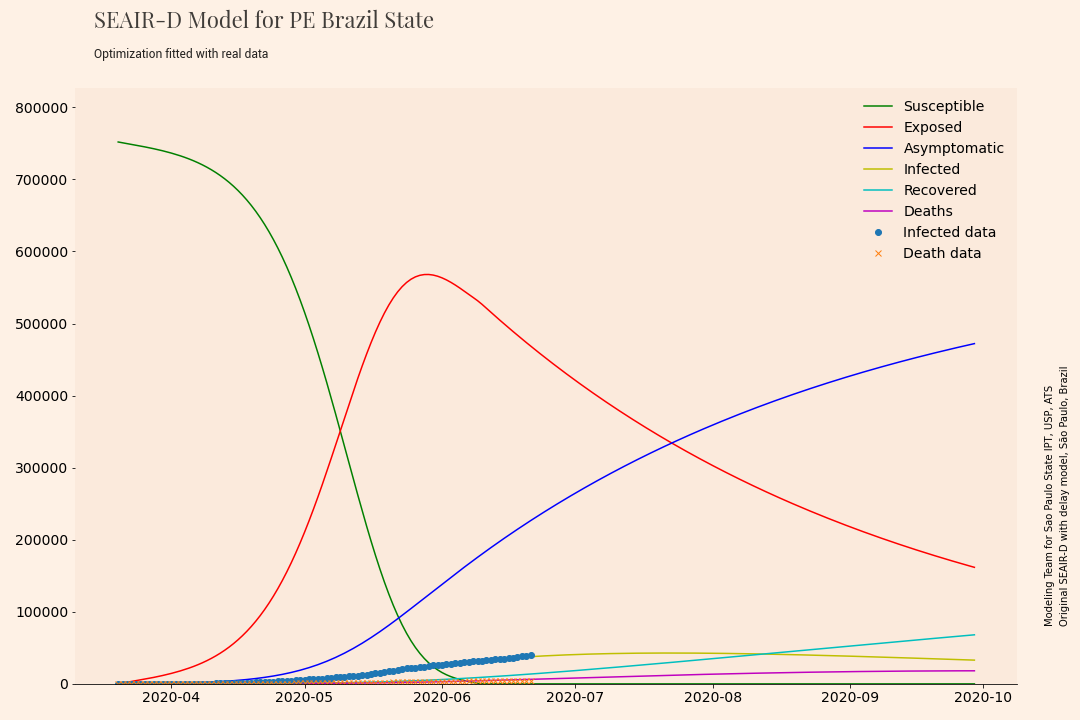 SEAIR-D Model for PE Brazil State
Optimization fitted with real data
800000
700000
600000
500000
400000
300000
200000
100000
0
2020-04
2020-05
2020-06
2020-07
2020-08
2020-09
2020-10
Susceptible
Exposed
Asymptomatic
Infected
Recovered
Deaths
Infected data
Death data
Modeling Team for Sao Paulo State IPT, USP, ATS
Original SEAIR-D with delay model, São Paulo, Brazil